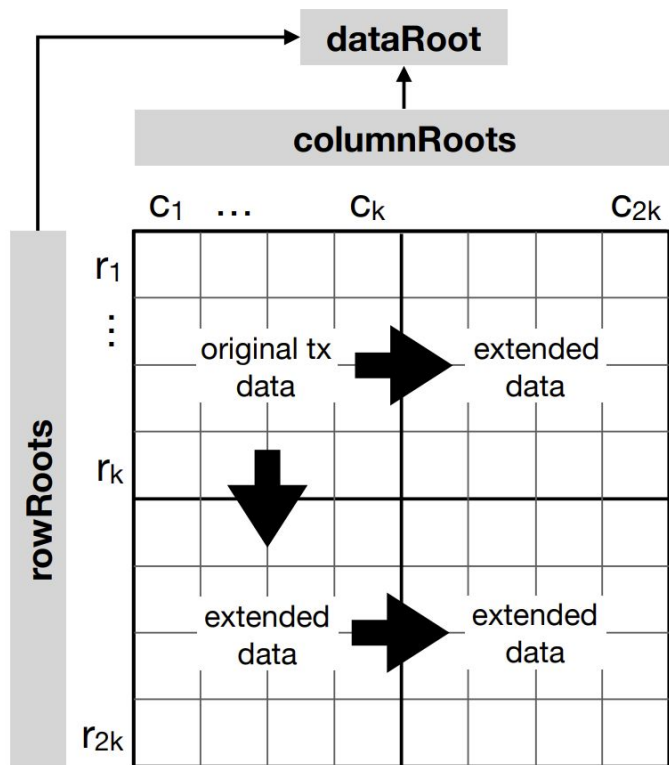 dataRoot
columnRoots
c₁ ... cₖ c₂ₖ
r₁
⋮
rₖ
r₂ₖ
rowRoots
original tx
data
extended
data
extended
data
extended
data